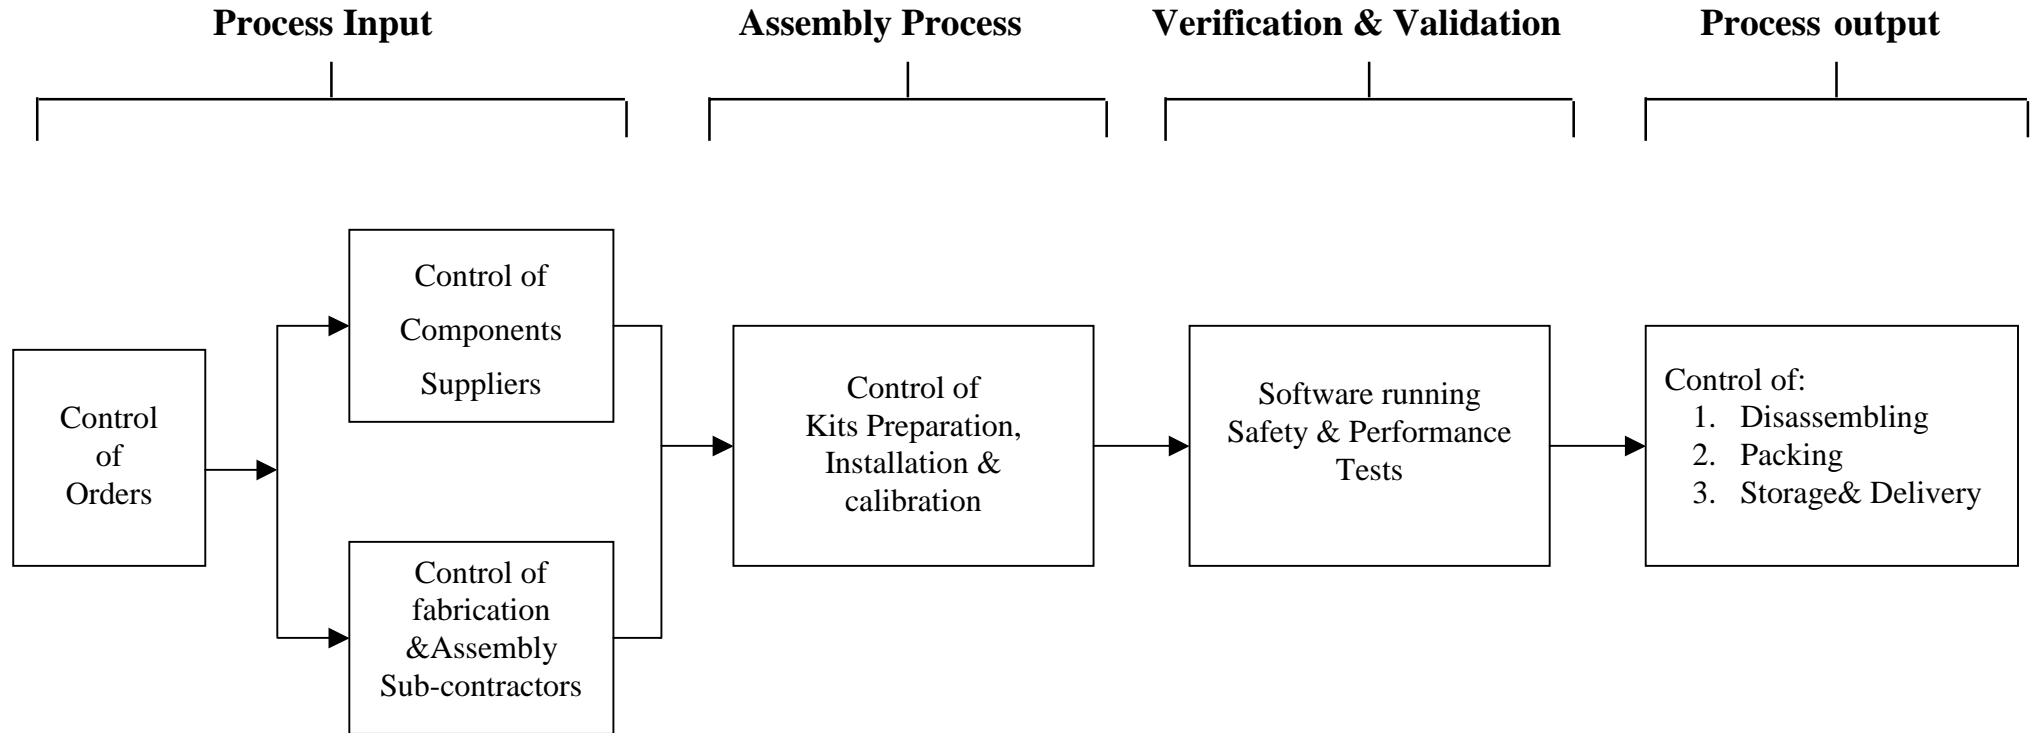 Process Input
Assembly Process
Verification & Validation
Process output
Control
of
Orders
Control of
Components
Suppliers
Control of
fabrication
&Assembly
Sub-contractors
Control of
Kits Preparation,
Installation &
calibration
Software running
Safety & Performance
Tests
Control of:
1. Disassembling
2. Packing
3. Storage& Delivery